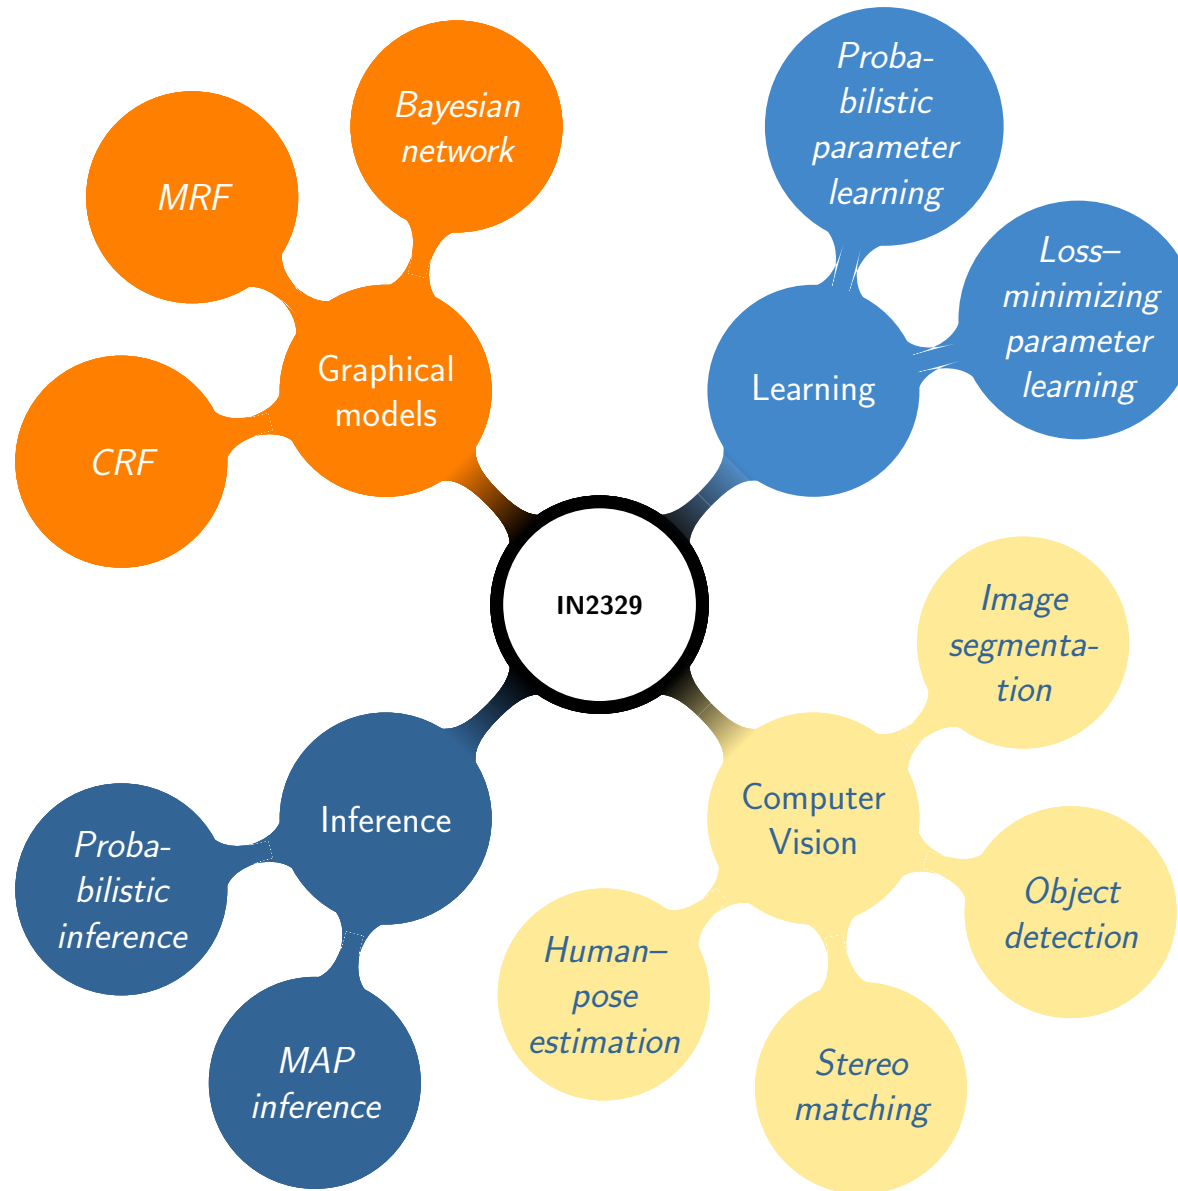 Bayesian
network
MRF
CRF
Graphical
models
Proba-
bilistic
parameter
learning
Loss–
minimizing
parameter
learning
Learning
IN2329
Image
segmenta-
tion
Computer
Vision
Object
detection
Human–
pose
estimation
Stereo
matching
Inference
Proba-
bilistic
inference
MAP
inference